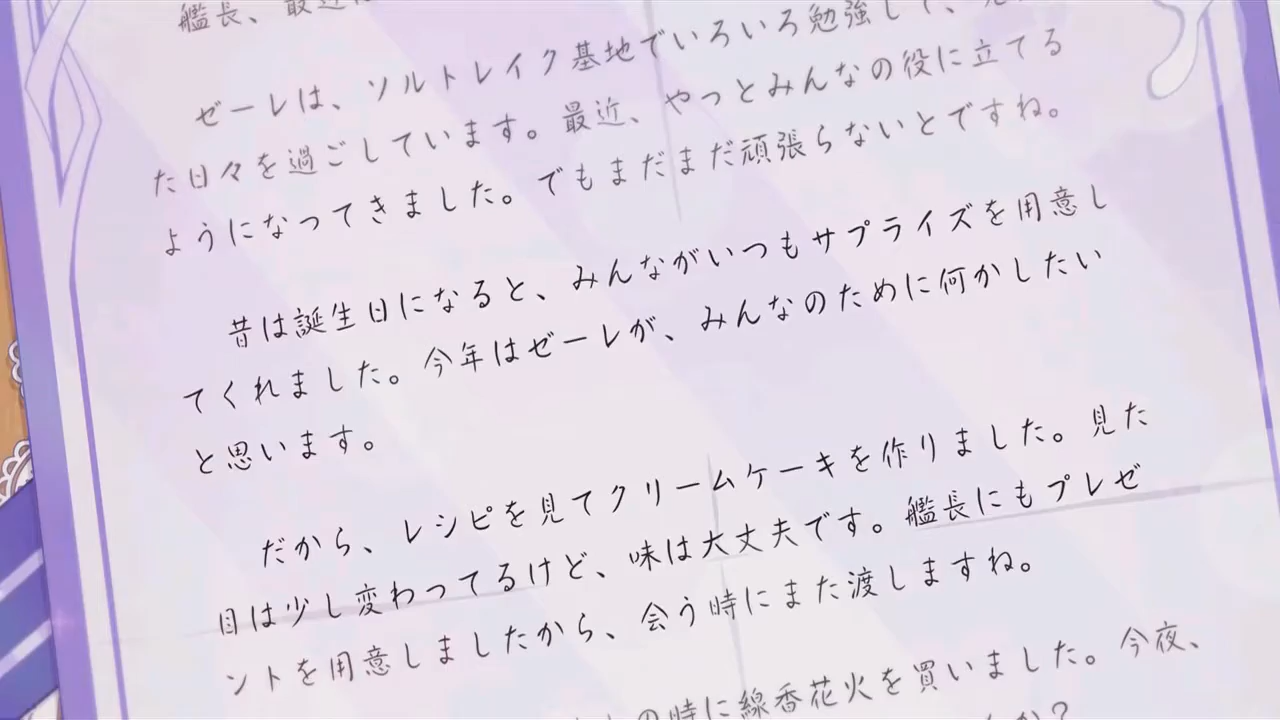 艦長、最近
ゼーレは、ソルトレイク基地でいろいろ勉強して、
た日々を過ごしています。最近、やっとみんなの役に立てる
ようになってきました。でもまだまだ頑張らないとですね。
昔は誕生日になると、みんながいつもサプライズを用意し
てくれました。今年はゼーレが、みんなのために何かしたい
と思います。
だから、レシピを見てクリームケーキを作りました。見た
目は少し変わってるけど、味は大丈夫です。艦長にもプレゼ
ントを用意しましたから、会う時にまた渡しますね。
の時に線香花火を買いました。今夜、
か?